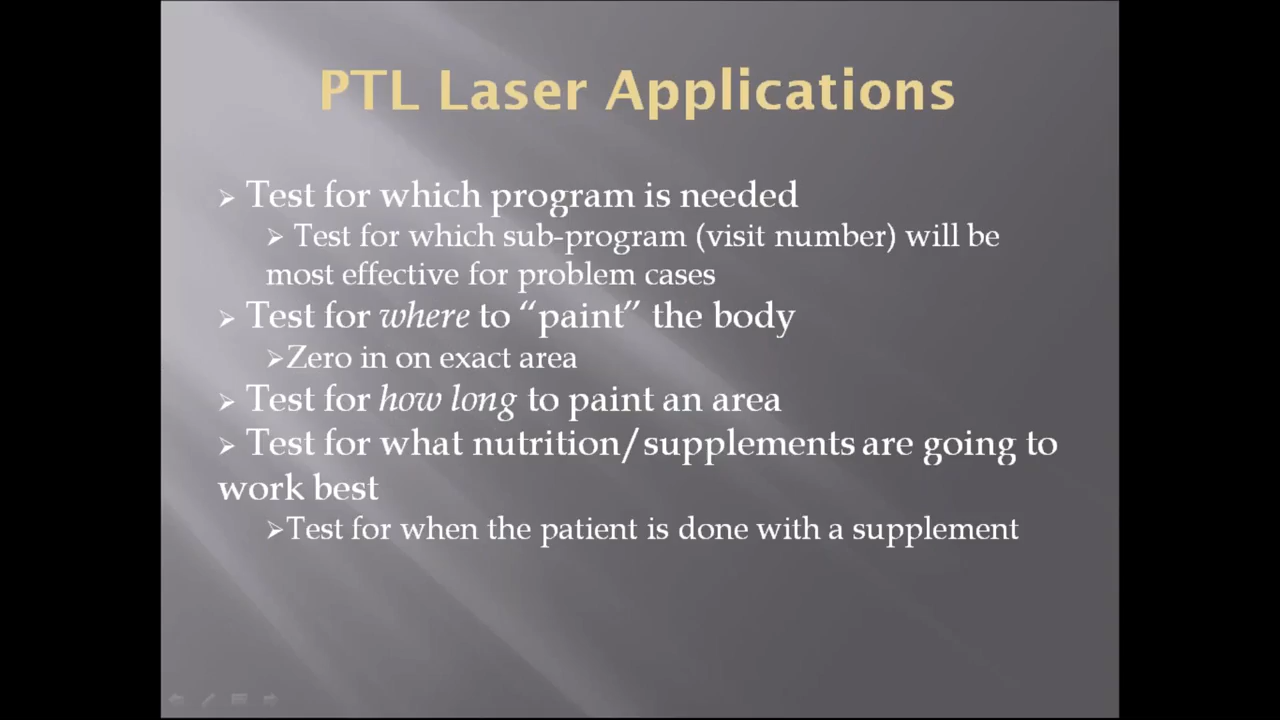 PTL Laser Applications
➢ Test for which program is needed
➢ Test for which sub-program (visit number) will be
most effective for problem cases
➢ Test for where to “paint” the body
➢Zero in on exact area
➢ Test for how long to paint an area
➢ Test for what nutrition/supplements are going to
work best
➢Test for when the patient is done with a supplement